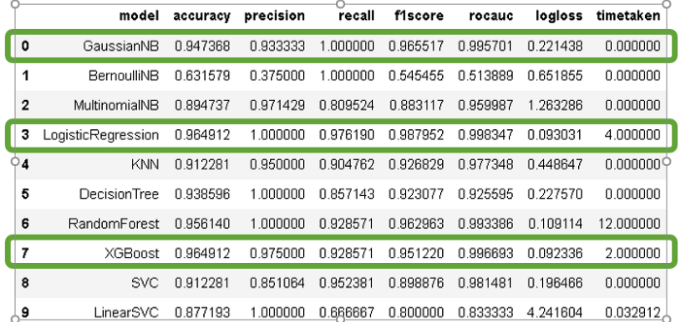 model accuracy precision recall f1score rocauc logloss timetaken
0 GaussianNB 0.947368 0.933333 1.000000 0.965517 0.995701 0.221438 0.000000
1 BernoulliNB 0.631579 0.375000 1.000000 0.545455 0.513889 0.651855 0.000000
2 MultinomialNB 0.894737 0.971429 0.809524 0.883117 0.959987 1.263286 0.000000
3 LogisticRegression 0.964912 1.000000 0.976190 0.987952 0.998347 0.093031 4.000000
4 KNN 0.912281 0.950000 0.904762 0.926829 0.977348 0.448647 0.000000
5 DecisionTree 0.938596 1.000000 0.857143 0.923077 0.925595 0.227570 0.000000
6 RandomForest 0.956140 1.000000 0.928571 0.962963 0.993386 0.109114 12.000000
7 XGBoost 0.964912 0.975000 0.928571 0.951220 0.996693 0.092336 2.000000
8 SVC 0.912281 0.851064 0.952381 0.898876 0.981481 0.196466 0.000000
9 LinearSVC 0.877193 1.000000 0.666667 0.800000 0.833333 4.241604 0.032912